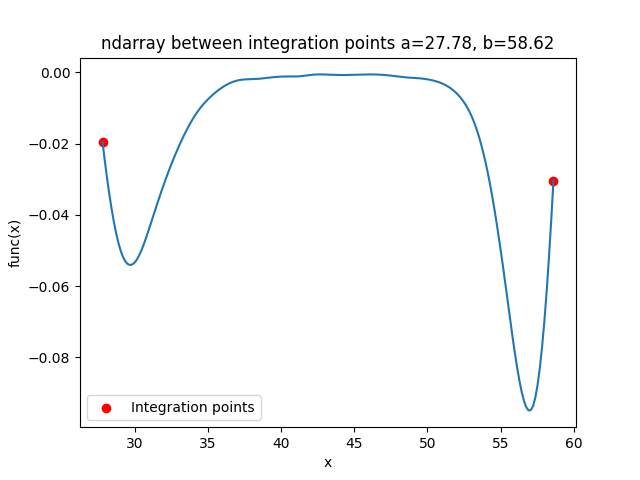 ndarray between integration points a=27.78, b=58.62
0.00
−0.02
−0.04
−0.06
−0.08
func(x)
Integration points
30 35 40 45 50 55 60
x